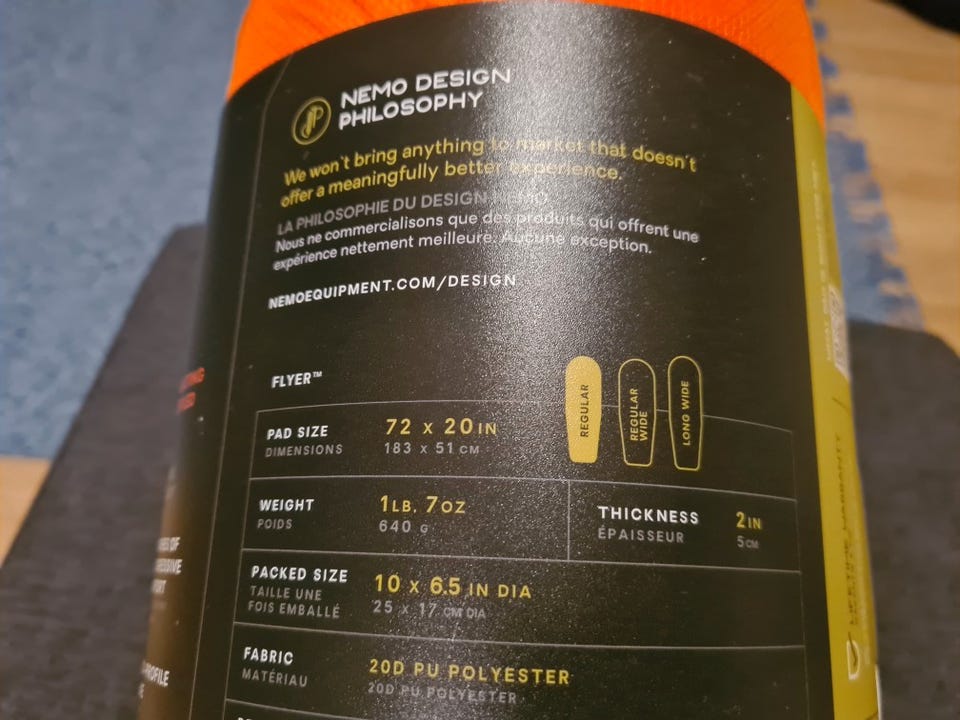 NEMO DESIGN
PHILOSOPHY
We won't bring anything to market that doesn't
offer a meaningfully better experience.
LA PHILOSOPHIE DU DESIGN NEMO
Nous ne commercialisons que des produits qui offrent une
expérience nettement meilleure. Aucune exception.
NEMOEQUIPMENT.COM/DESIGN
FLYER™
REGULAR
REGULAR
WIDE
LONG WIDE
PAD SIZE 72 x 20 IN
DIMENSIONS 183 x 51 CM
WEIGHT 1LB, 7OZ
POIDS 640 G
THICKNESS 2 IN
ÉPAISSEUR 5 CM
PACKED SIZE 10 x 6.5 IN DIA
TAILLE UNE
FOIS EMBALLÉ 25 x 17 CM DIA
FABRIC 20D PU POLYESTER
MATÉRIAU 20D PU POLYESTER
LIFETIME WARRANTY